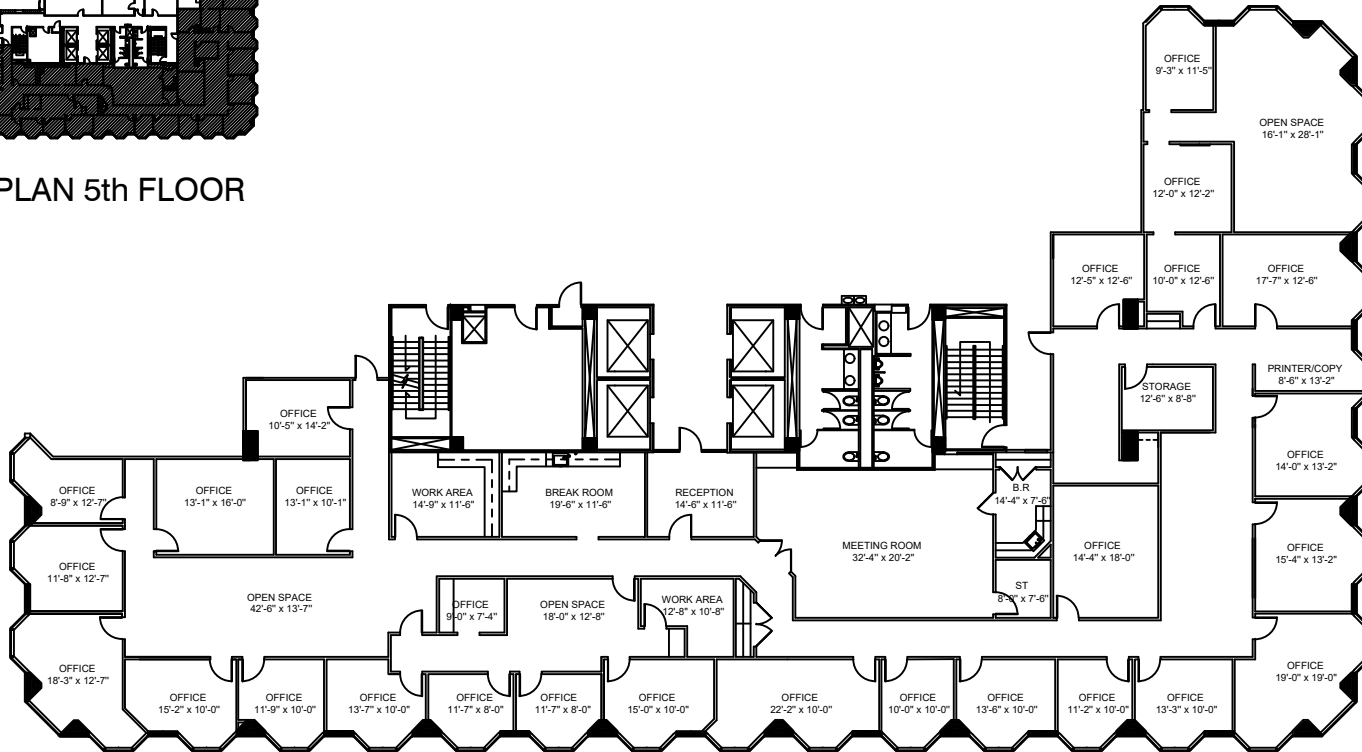 PLAN 5th FLOOR
OFFICE
9'-3" x 11'-5"
OPEN SPACE
16'-1" x 28'-1"
OFFICE
12'-0" x 12'-2"
OFFICE
12'-5" x 12'-6"
OFFICE
10'-0" x 12'-6"
OFFICE
17'-7" x 12'-6"
PRINTER/COPY
8'-6" x 13'-2"
STORAGE
12'-6" x 8'-8"
OFFICE
10'-5" x 14'-2"
OFFICE
14'-0" x 13'-2"
OFFICE
8'-9" x 12'-7"
OFFICE
13'-1" x 16'-0"
OFFICE
13'-1" x 10'-1"
WORK AREA
14'-9" x 11'-6"
BREAK ROOM
19'-6" x 11'-6"
RECEPTION
14'-6" x 11'-6"
B.R
14'-4" x 7'-6"
MEETING ROOM
32'-4" x 20'-2"
OFFICE
14'-4" x 18'-0"
OFFICE
15'-4" x 13'-2"
OFFICE
11'-8" x 12'-7"
ST
8'-0" x 7'-6"
OPEN SPACE
42'-6" x 13'-7"
OFFICE
9'-0" x 7'-4"
OPEN SPACE
18'-0" x 12'-8"
WORK AREA
12'-8" x 10'-8"
OFFICE
18'-3" x 12'-7"
OFFICE
19'-0" x 19'-0"
OFFICE
15'-2" x 10'-0"
OFFICE
11'-9" x 10'-0"
OFFICE
13'-7" x 10'-0"
OFFICE
11'-7" x 8'-0"
OFFICE
11'-7" x 8'-0"
OFFICE
15'-0" x 10'-0"
OFFICE
22'-2" x 10'-0"
OFFICE
10'-0" x 10'-0"
OFFICE
13'-6" x 10'-0"
OFFICE
11'-2" x 10'-0"
OFFICE
13'-3" x 10'-0"